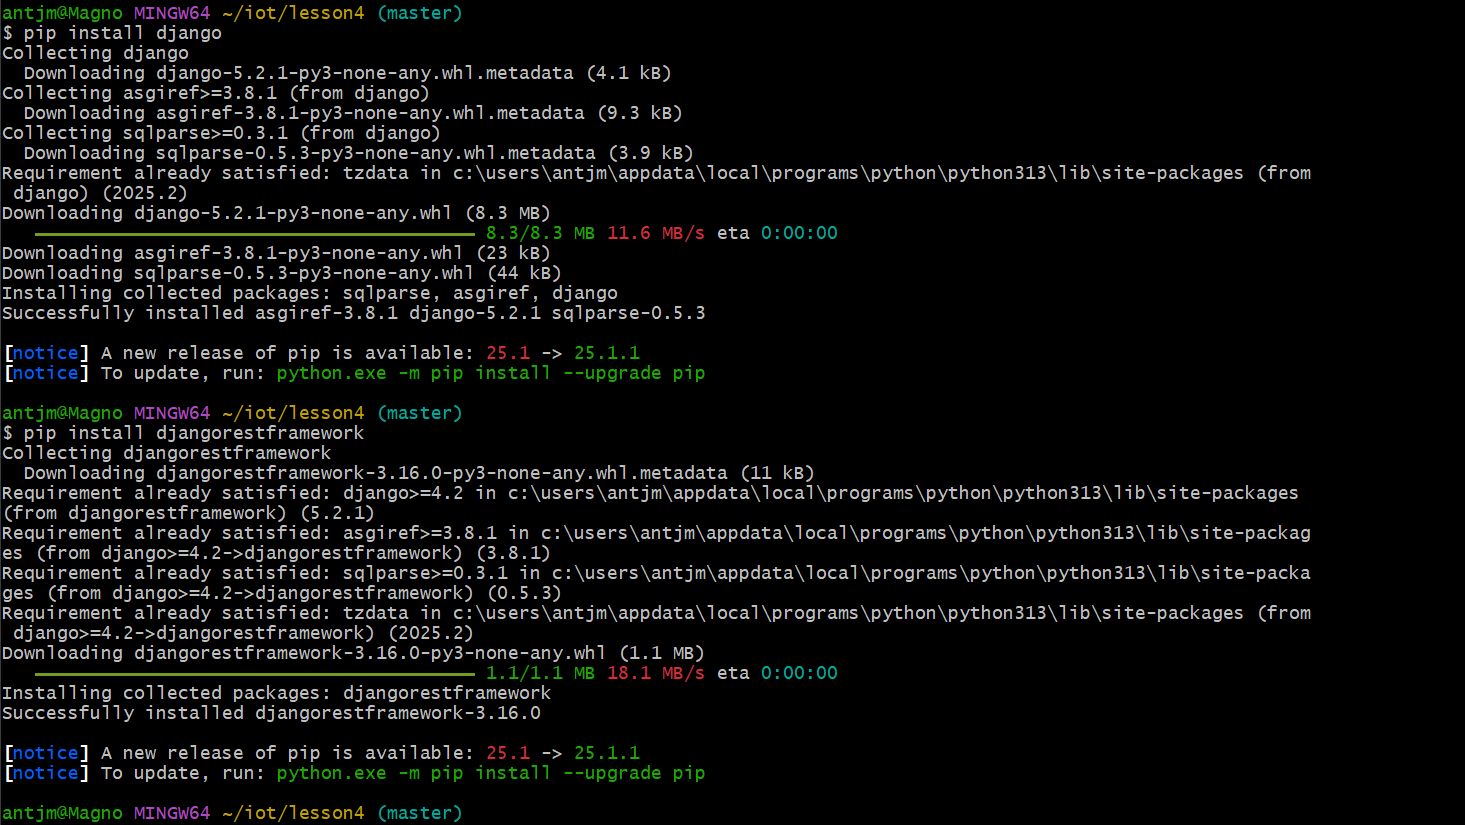 antjm@Magno MINGW64 ~/iot/lesson4 (master)
$ pip install django
Collecting django
  Downloading django-5.2.1-py3-none-any.whl.metadata (4.1 kB)
Collecting asgiref>=3.8.1 (from django)
  Downloading asgiref-3.8.1-py3-none-any.whl.metadata (9.3 kB)
Collecting sqlparse>=0.3.1 (from django)
  Downloading sqlparse-0.5.3-py3-none-any.whl.metadata (3.9 kB)
Requirement already satisfied: tzdata in c:\users\antjm\appdata\local\programs\python\python313\lib\site-packages (from
 django) (2025.2)
Downloading django-5.2.1-py3-none-any.whl (8.3 MB)
8.3/8.3 MB 11.6 MB/s eta 0:00:00
Downloading asgiref-3.8.1-py3-none-any.whl (23 kB)
Downloading sqlparse-0.5.3-py3-none-any.whl (44 kB)
Installing collected packages: sqlparse, asgiref, django
Successfully installed asgiref-3.8.1 django-5.2.1 sqlparse-0.5.3
[notice] A new release of pip is available: 25.1 -> 25.1.1
[notice] To update, run: python.exe -m pip install --upgrade pip
antjm@Magno MINGW64 ~/iot/lesson4 (master)
$ pip install djangorestframework
Collecting djangorestframework
  Downloading djangorestframework-3.16.0-py3-none-any.whl.metadata (11 kB)
Requirement already satisfied: django>=4.2 in c:\users\antjm\appdata\local\programs\python\python313\lib\site-packages
(from djangorestframework) (5.2.1)
Requirement already satisfied: asgiref>=3.8.1 in c:\users\antjm\appdata\local\programs\python\python313\lib\site-packag
es (from django>=4.2->djangorestframework) (3.8.1)
Requirement already satisfied: sqlparse>=0.3.1 in c:\users\antjm\appdata\local\programs\python\python313\lib\site-packa
ges (from django>=4.2->djangorestframework) (0.5.3)
Requirement already satisfied: tzdata in c:\users\antjm\appdata\local\programs\python\python313\lib\site-packages (from
 django>=4.2->djangorestframework) (2025.2)
Downloading djangorestframework-3.16.0-py3-none-any.whl (1.1 MB)
1.1/1.1 MB 18.1 MB/s eta 0:00:00
Installing collected packages: djangorestframework
Successfully installed djangorestframework-3.16.0
[notice] A new release of pip is available: 25.1 -> 25.1.1
[notice] To update, run: python.exe -m pip install --upgrade pip
antjm@Magno MINGW64 ~/iot/lesson4 (master)